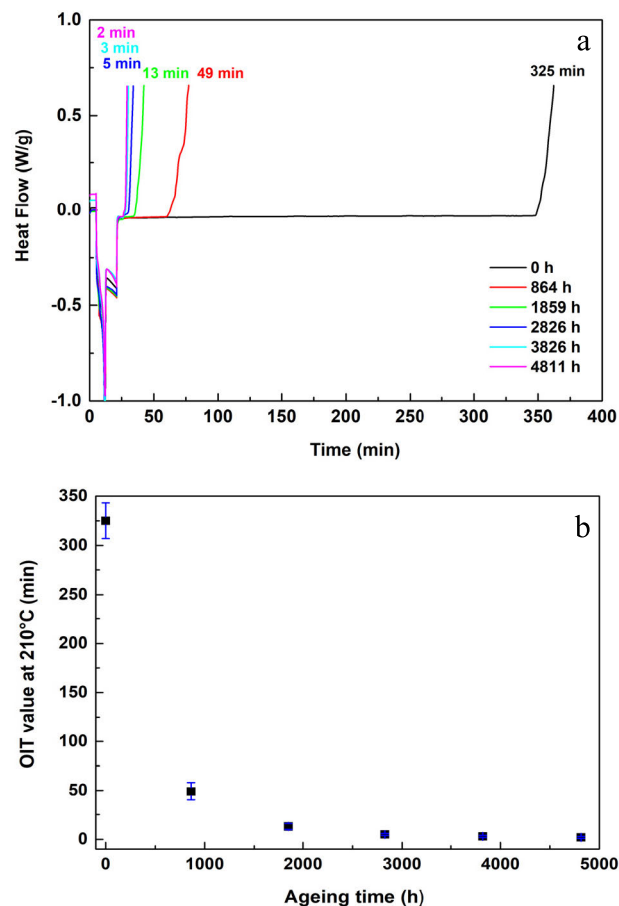 a
2 min
3 min
5 min
13 min 49 min 325 min
1.0
0.5
0.0
-0.5
-1.0
Heat Flow (W/g)
0 h
864 h
1859 h
2826 h
3826 h
4811 h
0 50 100 150 200 250 300 350 400
Time (min)
b
350
300
250
200
150
100
50
0
OIT value at 210°C (min)
0 1000 2000 3000 4000 5000
Ageing time (h)